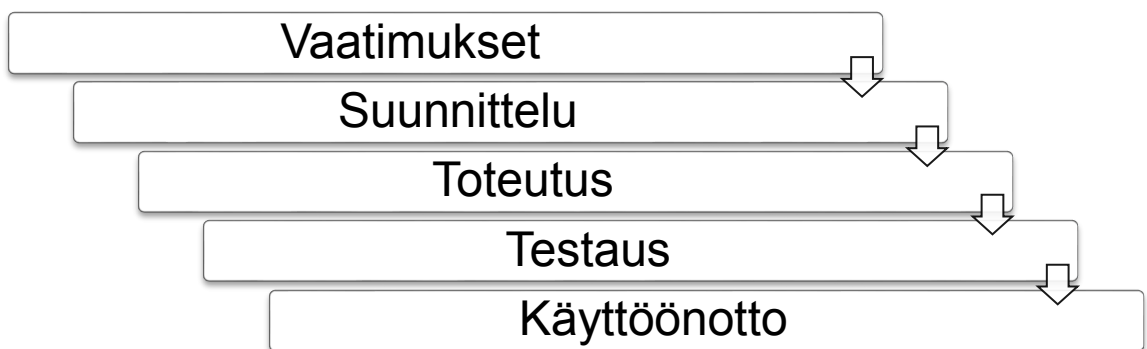 Vaatimukset
Suunnittelu
Toteutus
Testaus
Käyttöönotto